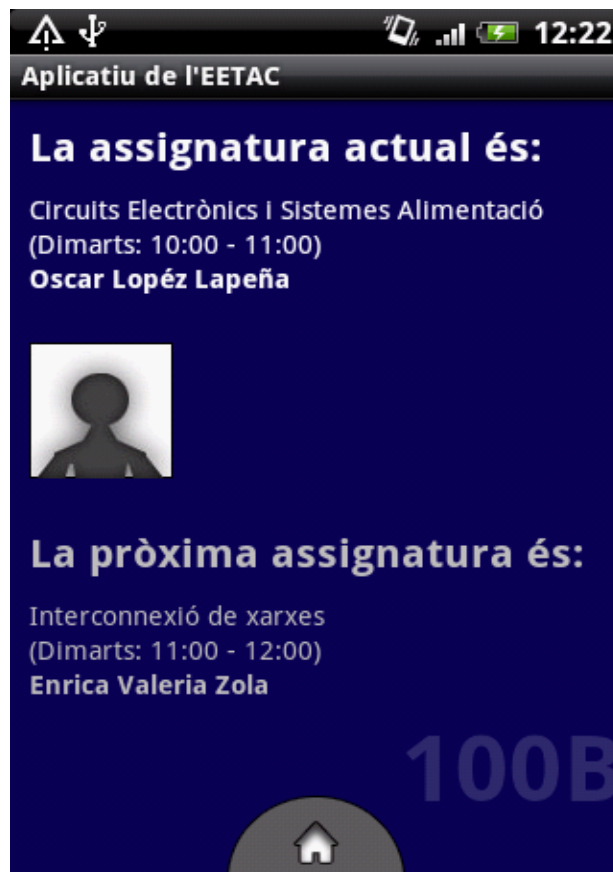 12:22
Aplicatiu de l'EETAC
La assignatura actual és:
Circuits Electrònics i Sistemes Alimentació
(Dimarts: 10:00 - 11:00)
Oscar Lopéz Lapeña
La pròxima assignatura és:
Interconnexió de xarxes
(Dimarts: 11:00 - 12:00)
Enrica Valeria Zola
100B